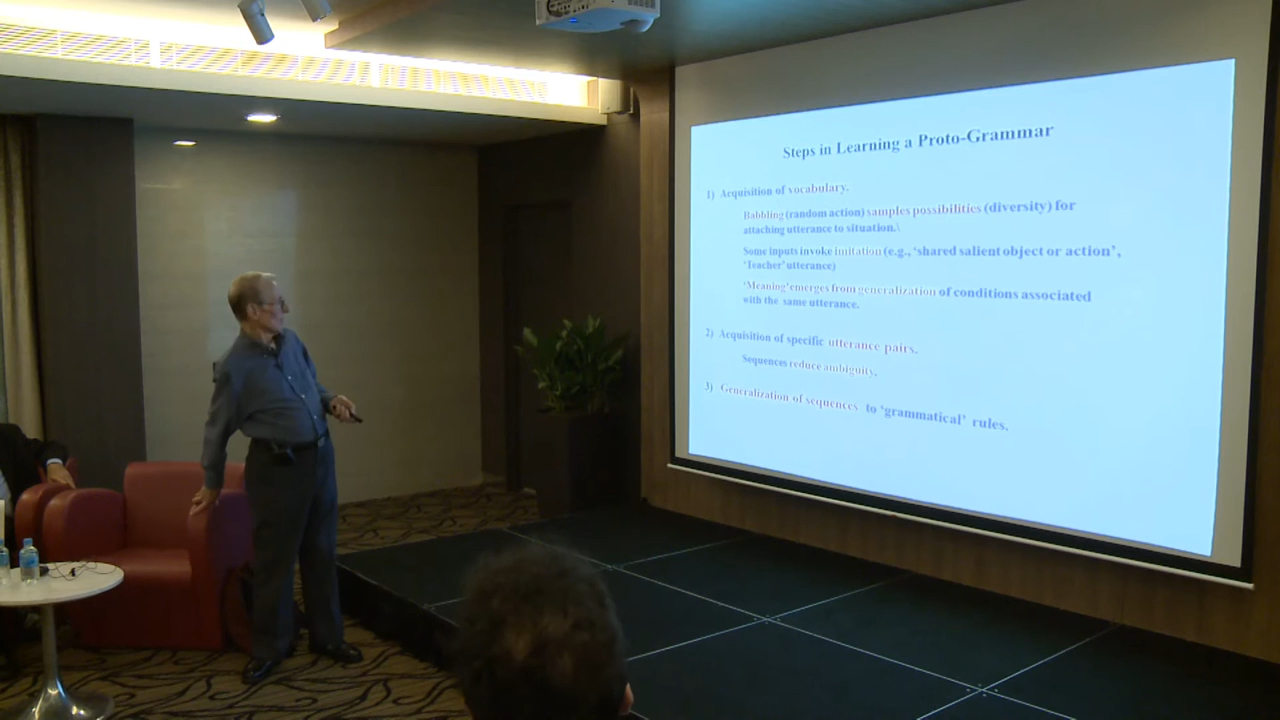 Steps in Learning a Proto-Grammar
1) Acquisition of vocabulary.
Babbling (random action) samples possibilities (diversity) for
attaching utterance to situation.\
Some inputs invoke imitation (e.g., ‘shared salient object or action’,
‘Teacher’ utterance)
‘Meaning’ emerges from generalization of conditions associated
with the same utterance.
2) Acquisition of specific utterance pairs.
Sequences reduce ambiguity.
3) Generalization of sequences to ‘grammatical’ rules.